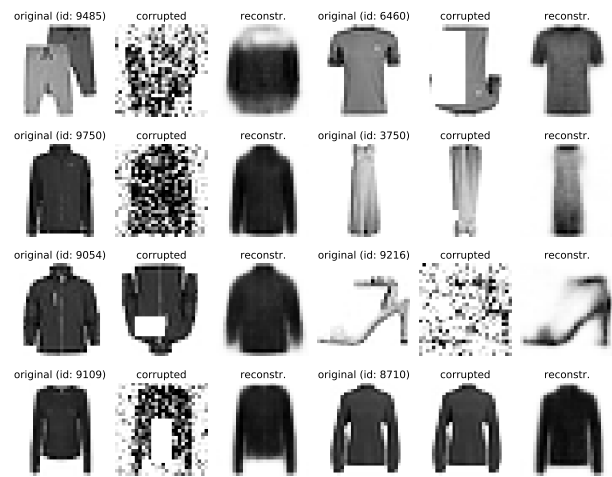 original (id: 9485) corrupted reconstr. original (id: 6460) corrupted reconstr.
original (id: 9750) corrupted reconstr. original (id: 3750) corrupted reconstr.
original (id: 9054) corrupted reconstr. original (id: 9216) corrupted reconstr.
original (id: 9109) corrupted reconstr. original (id: 8710) corrupted reconstr.